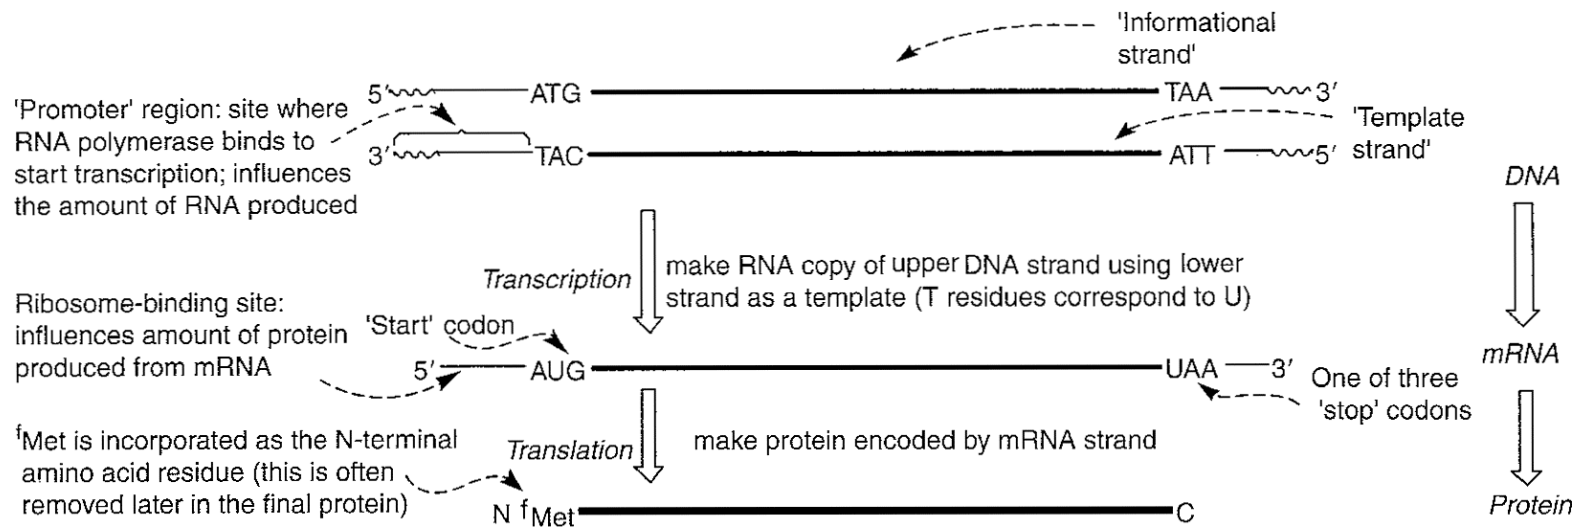 'Informational
strand'
5′ ATG TAA 3′
'Promoter' region: site where
RNA polymerase binds to
start transcription; influences
the amount of RNA produced
3′ TAC ATT 5′
'Template
strand'
DNA
Transcription
make RNA copy of upper DNA strand using lower
strand as a template (T residues correspond to U)
Ribosome-binding site:
influences amount of protein
produced from mRNA
'Start' codon
5′ AUG UAA 3′
mRNA
One of three
'stop' codons
fMet is incorporated as the N-terminal
amino acid residue (this is often
removed later in the final protein)
Translation
make protein encoded by mRNA strand
N fMet C
Protein